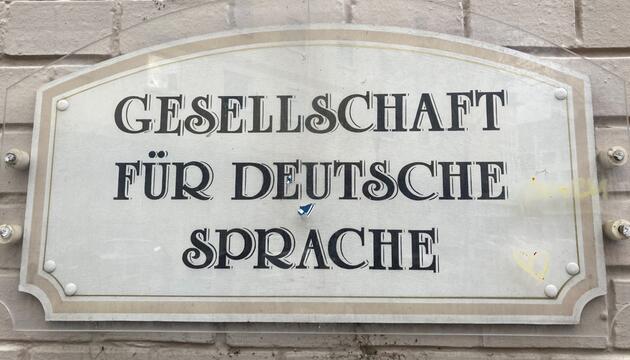 GESELLSCHAFT
FÜR DEUTSCHE
SPRACHE